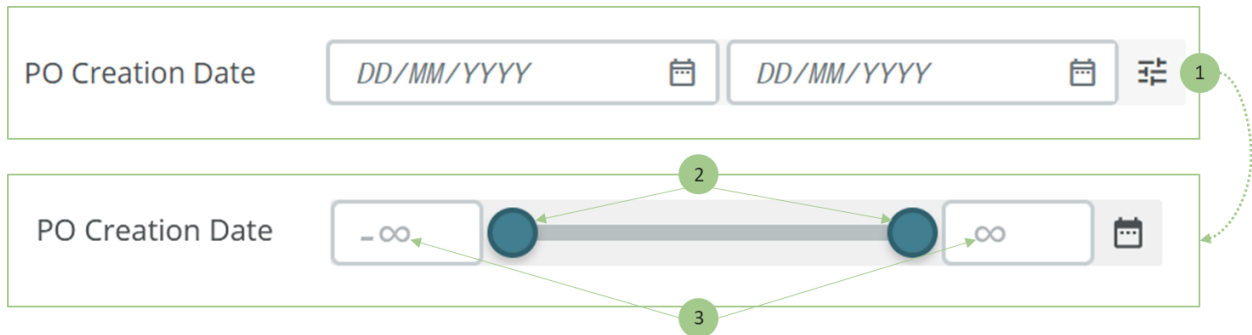 PO Creation Date DD/MM/YYYY DD/MM/YYYY 1
2
PO Creation Date -∞ ∞
3